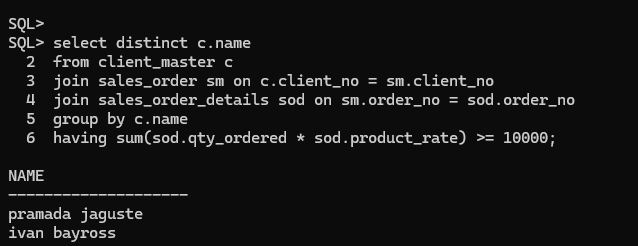 SQL>
SQL> select distinct c.name
  2  from client_master c
  3  join sales_order sm on c.client_no = sm.client_no
  4  join sales_order_details sod on sm.order_no = sod.order_no
  5  group by c.name
  6  having sum(sod.qty_ordered * sod.product_rate) >= 10000;

NAME
--------------------
pramada jaguste
ivan bayross